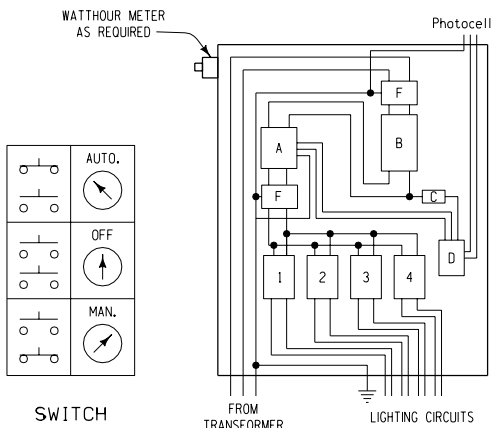 WATTHOUR METER
AS REQUIRED
Photocell
F
B
A
C
F
D
1 2 3 4
AUTO.
OFF
MAN.
SWITCH
FROM
TRANSFORMER
LIGHTING CIRCUITS